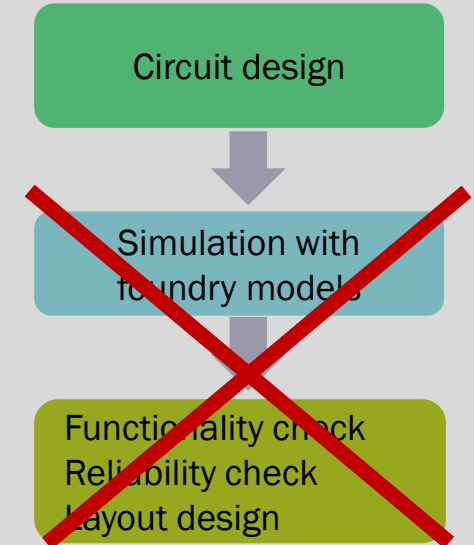 Circuit design
Simulation with
foundry models
Functionality check
Reliability check
Layout design